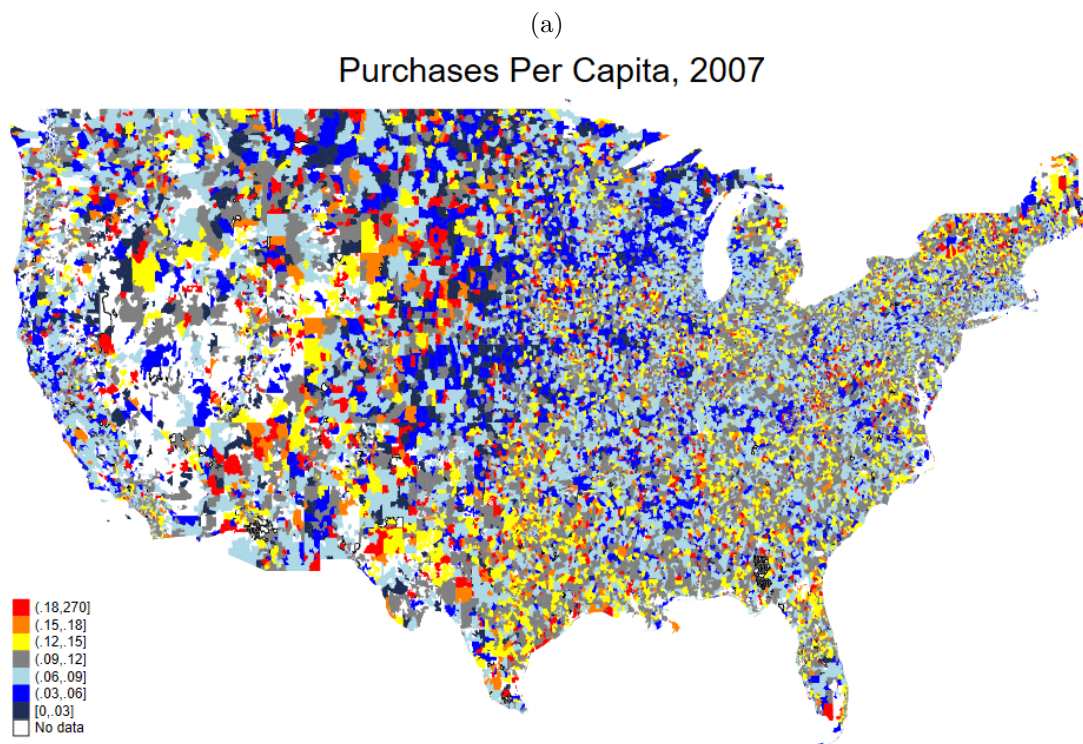 (a)
Purchases Per Capita, 2007
(.18,270]
(.15,.18]
(.12,.15]
(.09,.12]
(.06,.09]
(.03,.06]
[0,.03]
No data